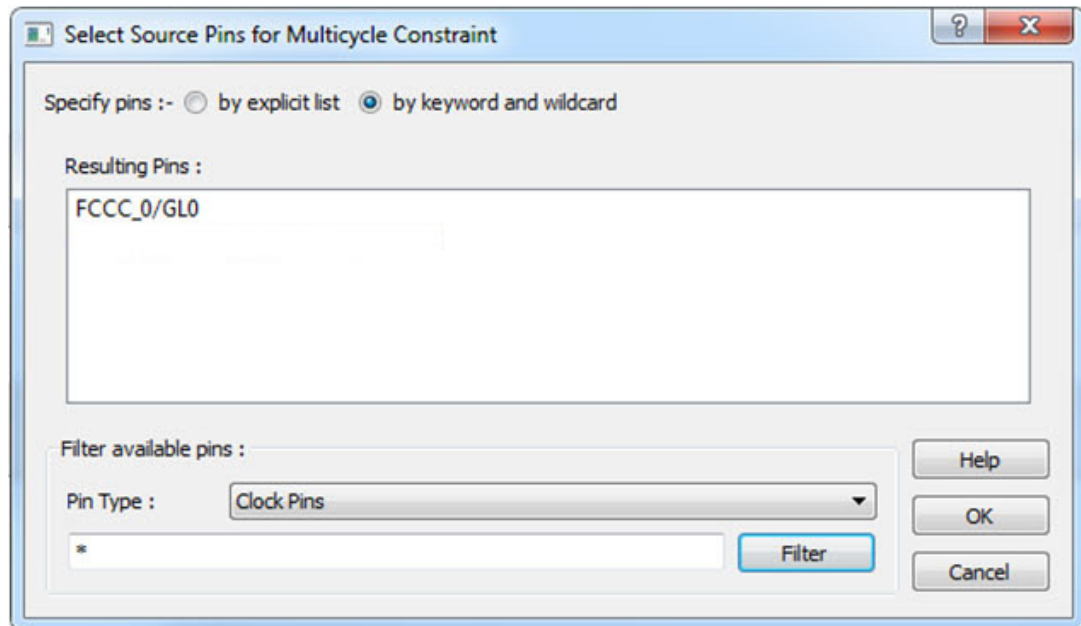 Select Source Pins for Multicycle Constraint
Specify pins :- by explicit list by keyword and wildcard
Resulting Pins :
FCCC_0/GL0
Filter available pins :
Pin Type : Clock Pins
* Filter
Help
OK
Cancel